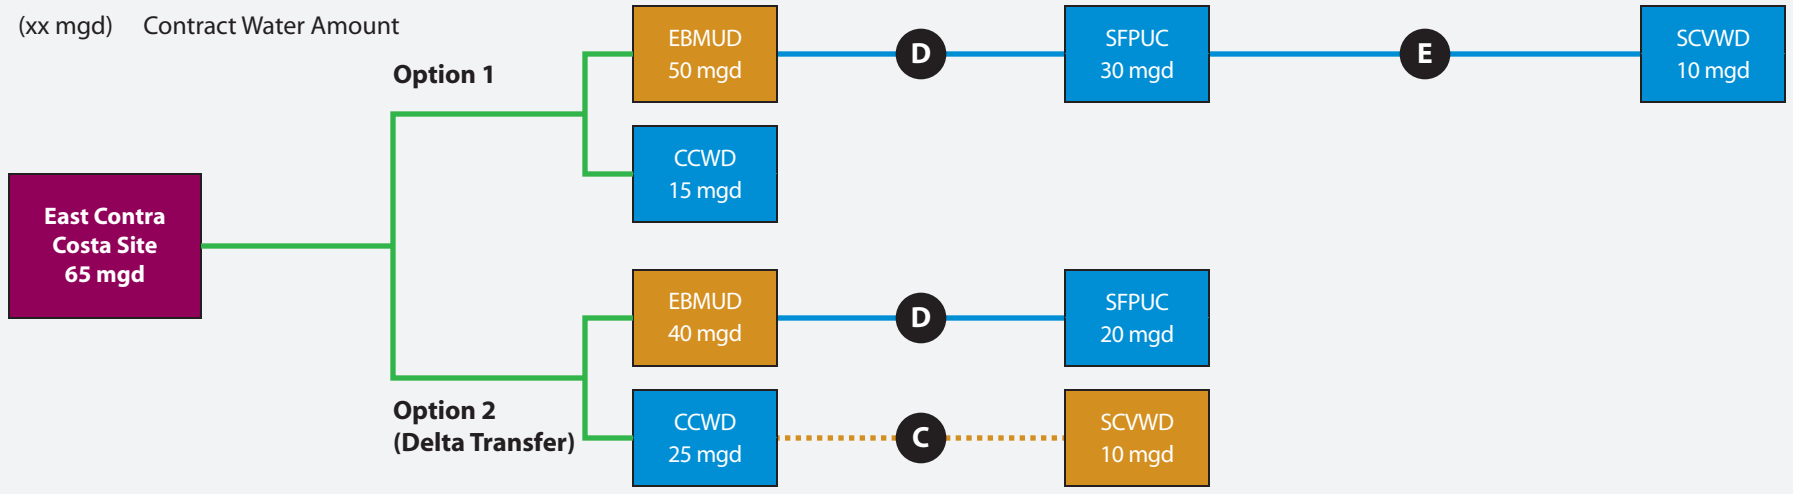 (xx mgd) Contract Water Amount
Option 1
EBMUD
50 mgd
D
SFPUC
30 mgd
E
SCVWD
10 mgd
CCWD
15 mgd
East Contra
Costa Site
65 mgd
EBMUD
40 mgd
D
SFPUC
20 mgd
Option 2
(Delta Transfer)
CCWD
25 mgd
C
SCVWD
10 mgd